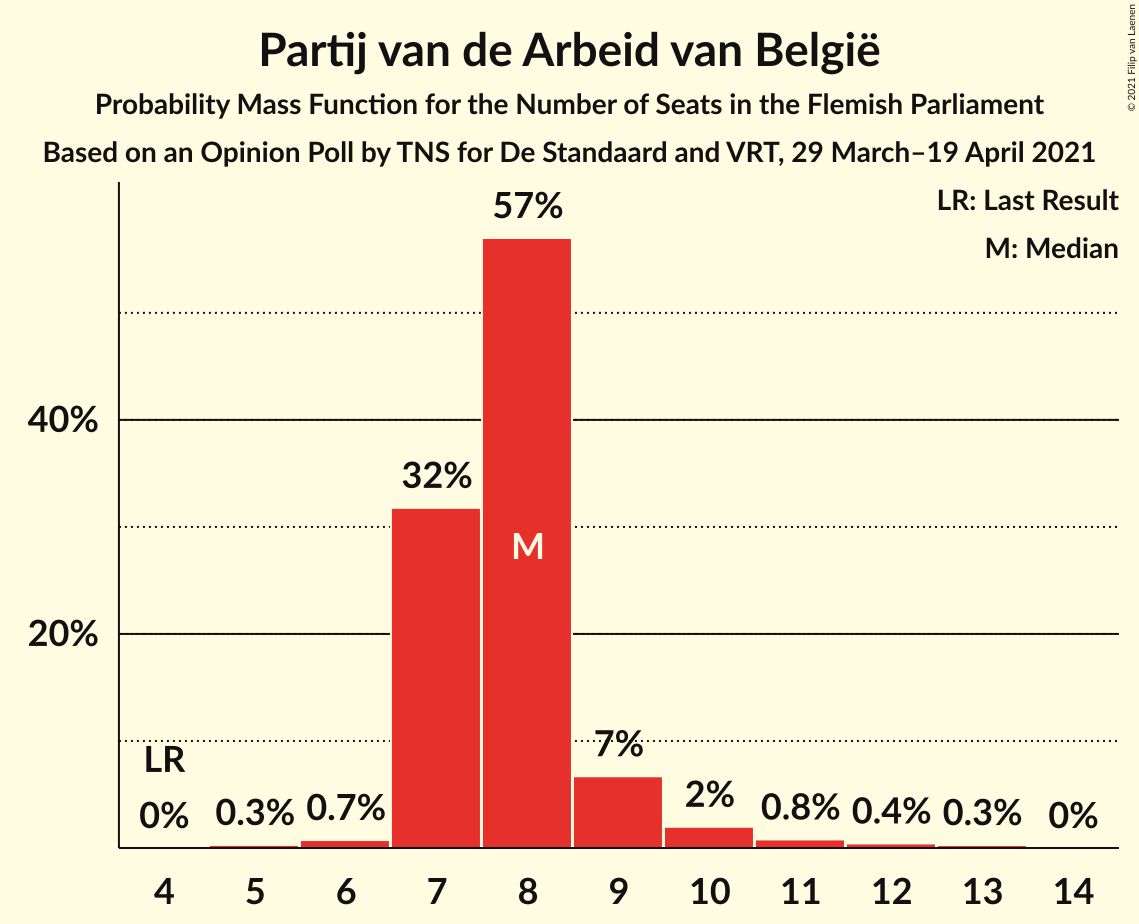 Partij van de Arbeid van België
Probability Mass Function for the Number of Seats in the Flemish Parliament
Based on an Opinion Poll by TNS for De Standaard and VRT, 29 March–19 April 2021
© 2021 Filip van Laenen
LR: Last Result
M: Median
57%
40%
32%
M
20%
LR
7%
0%
0.3%
0.7%
2%
0.8%
0.4%
0.3%
0%
4 5 6 7 8 9 10 11 12 13 14